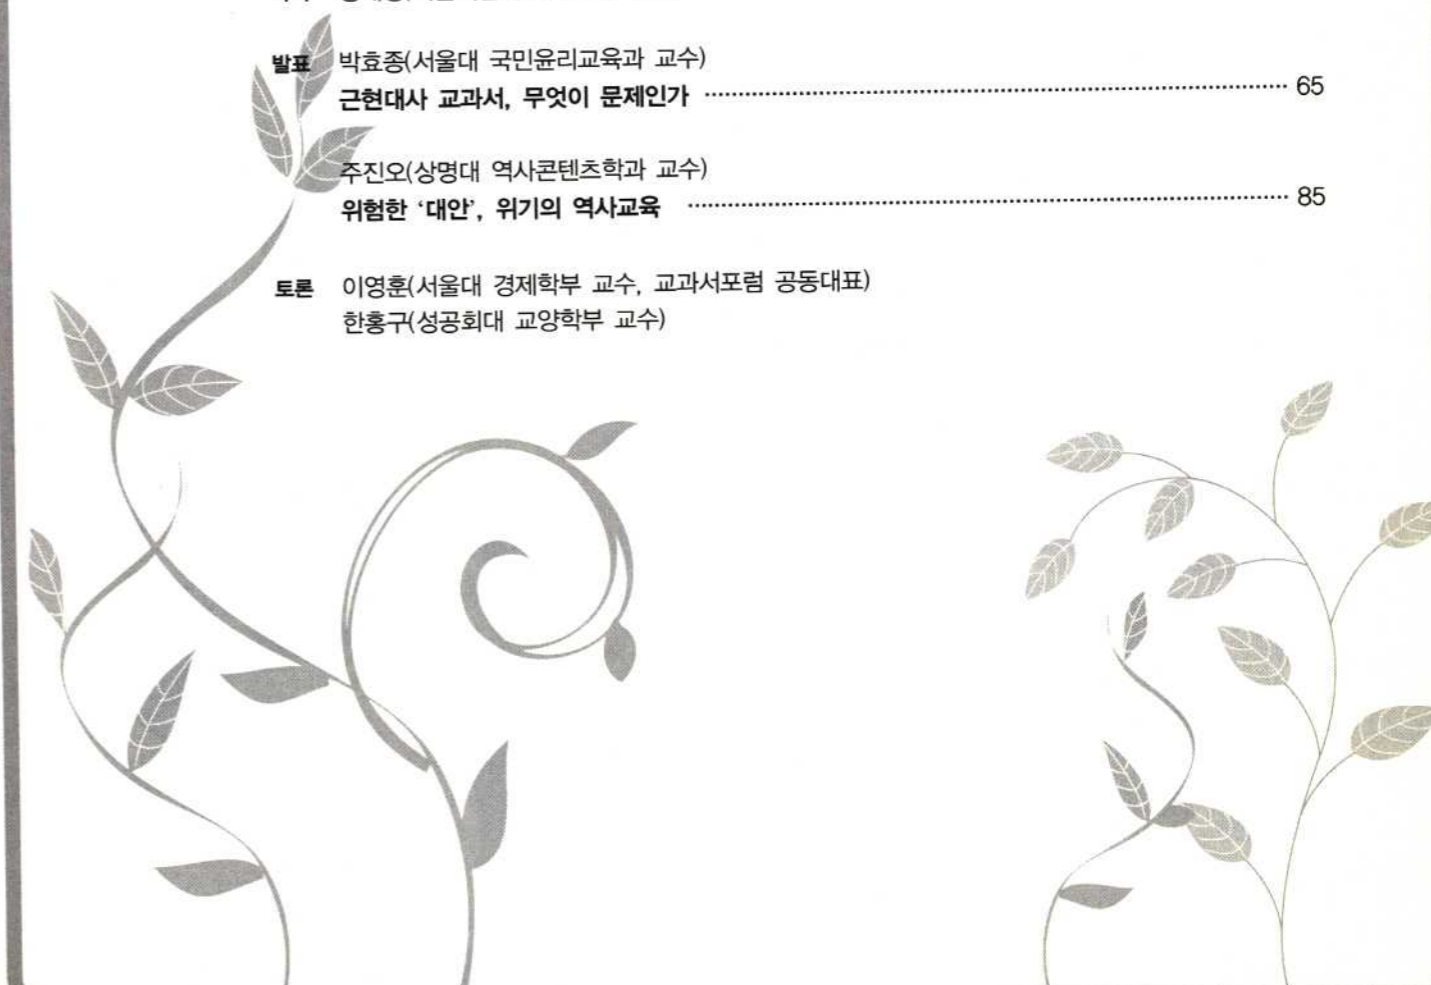 발표 박효종(서울대 국민윤리교육과 교수)
근현대사 교과서, 무엇이 문제인가 ········ 65
주진오(상명대 역사콘텐츠학과 교수)
위험한 ‘대안’, 위기의 역사교육 ········ 85
토론 이영훈(서울대 경제학부 교수, 교과서포럼 공동대표)
한홍구(성공회대 교양학부 교수)